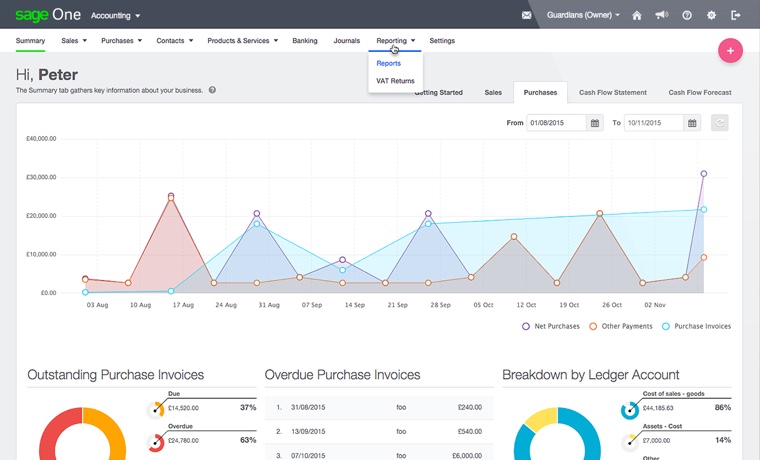 sage One Accounting Guardians (Owner)
Summary Sales Purchases Contacts Products & Services Banking Journals Reporting Settings
Reports
VAT Returns
Hi, Peter
The Summary tab gathers key information about your business.
Getting Started Sales Purchases Cash Flow Statement Cash Flow Forecast
From 01/08/2015 To 10/11/2015
£40,000.00
£30,000.00
£20,000.00
£10,000.00
£0.00
03 Aug 10 Aug 17 Aug 24 Aug 31 Aug 07 Sep 14 Sep 21 Sep 28 Sep 05 Oct 12 Oct 19 Oct 26 Oct 02 Nov
Net Purchases Other Payments Purchase Invoices
Outstanding Purchase Invoices
Due
£14,520.00 37%
Overdue
£24,780.00 63%
Overdue Purchase Invoices
1. 31/08/2015 foo £240.00
2. 13/09/2015 foo £540.00
3. 07/10/2015 foo £6,000.00
Breakdown by Ledger Account
Cost of sales - goods
£44,185.63 86%
Assets - Cost
£7,000.00 14%
Other